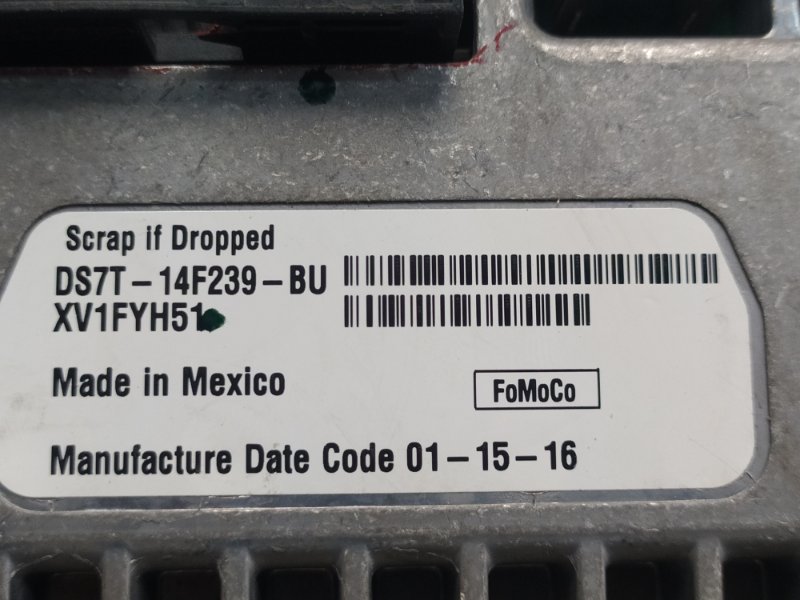 Scrap if Dropped
DS7T-14F239-BU
XV1FYH51
Made in Mexico
FoMoCo
Manufacture Date Code 01-15-16